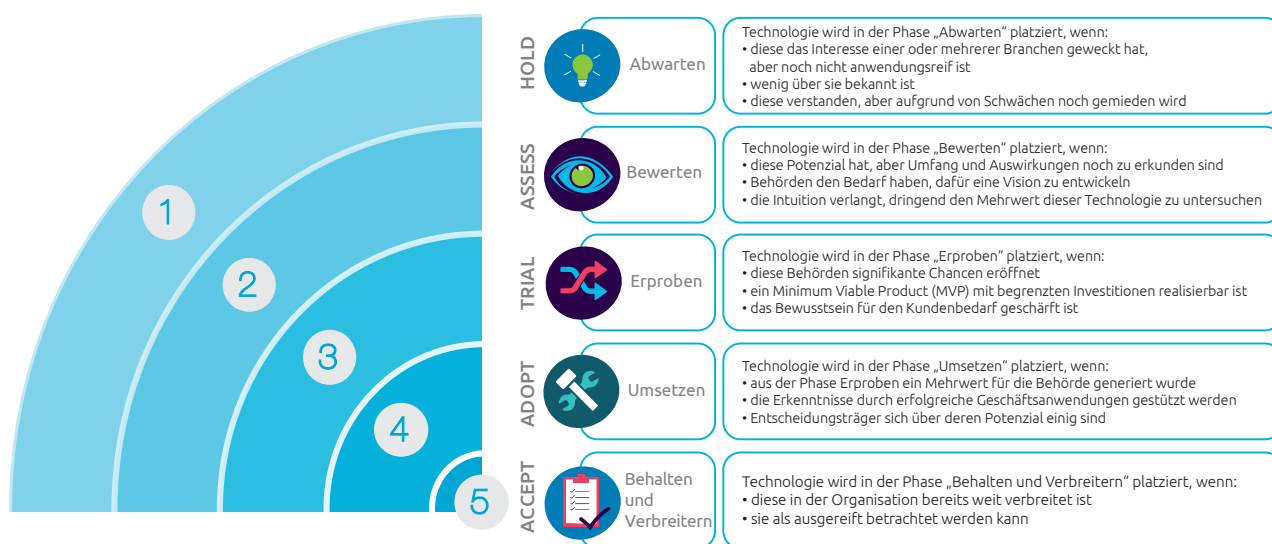 1
2
3
4
5
HOLD
Abwarten
Technologie wird in der Phase „Abwarten“ platziert, wenn:
• diese das Interesse einer oder mehrerer Branchen geweckt hat,
aber noch nicht anwendungsreif ist
• wenig über sie bekannt ist
• diese verstanden, aber aufgrund von Schwächen noch gemieden wird
ASSESS
Bewerten
Technologie wird in der Phase „Bewerten“ platziert, wenn:
• diese Potenzial hat, aber Umfang und Auswirkungen noch zu erkunden sind
• Behörden den Bedarf haben, dafür eine Vision zu entwickeln
• die Intuition verlangt, dringend den Mehrwert dieser Technologie zu untersuchen
TRIAL
Erproben
Technologie wird in der Phase „Erproben“ platziert, wenn:
• diese Behörden signifikante Chancen eröffnet
• ein Minimum Viable Product (MVP) mit begrenzten Investitionen realisierbar ist
• das Bewusstsein für den Kundenbedarf geschärft ist
ADOPT
Umsetzen
Technologie wird in der Phase „Umsetzen“ platziert, wenn:
• aus der Phase Erproben ein Mehrwert für die Behörde generiert wurde
• die Erkenntnisse durch erfolgreiche Geschäftsanwendungen gestützt werden
• Entscheidungsträger sich über deren Potenzial einig sind
ACCEPT
Behalten
und
Verbreitern
Technologie wird in der Phase „Behalten und Verbreitern“ platziert, wenn:
• diese in der Organisation bereits weit verbreitet ist
• sie als ausgereift betrachtet werden kann